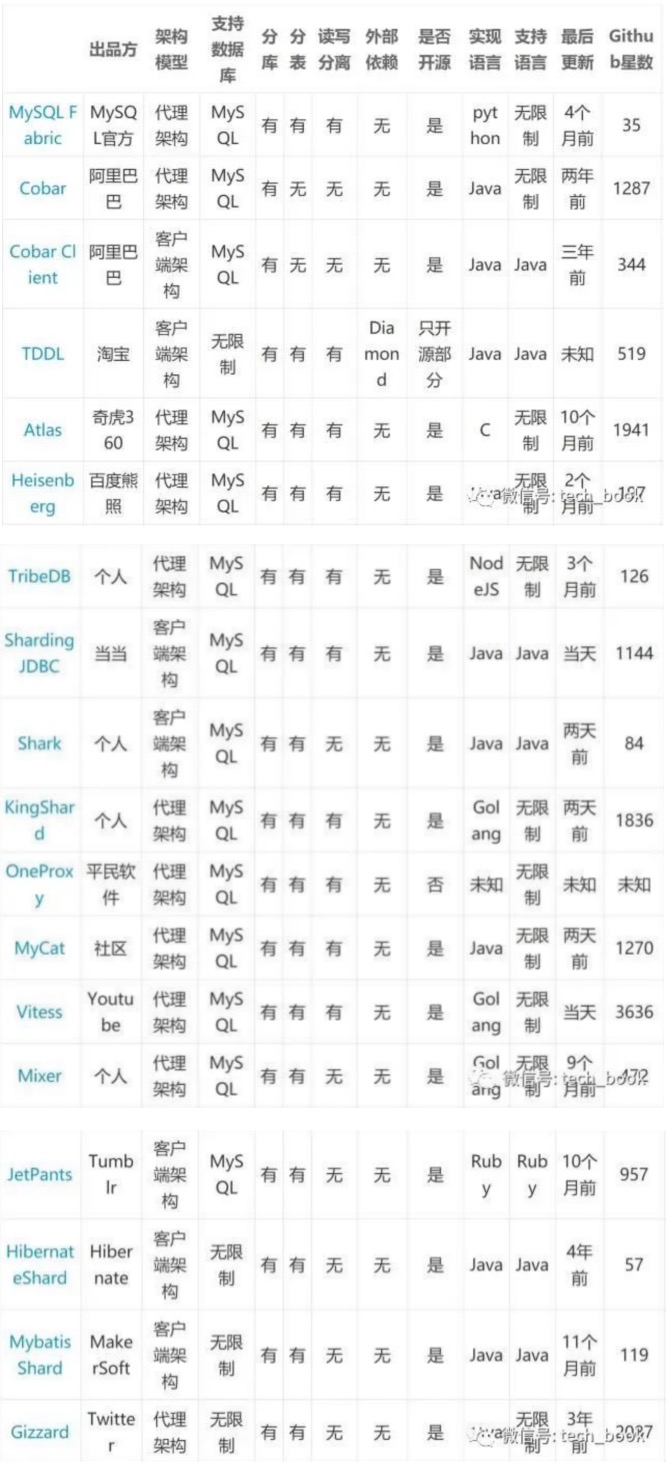 出品方 架构模型 支持数据库 分库 分表 读写分离 外部依赖 是否开源 实现语言 支持语言 最后更新 Github星数
MySQL Fabric MySQL官方 代理架构 MySQL 有 有 有 无 是 python 无限制 4个月前 35
Cobar 阿里巴巴 代理架构 MySQL 有 无 无 无 是 Java 无限制 两年前 1287
Cobar Client 阿里巴巴 客户端架构 MySQL 有 无 无 无 是 Java Java 三年前 344
TDDL 淘宝 客户端架构 无限制 有 有 有 Diamond 只开源部分 Java Java 未知 519
Atlas 奇虎360 代理架构 MySQL 有 有 有 无 是 C 无限制 10个月前 1941
Heisenberg 百度熊照 代理架构 MySQL 有 有 有 无 是 Java 无限制 2个月前 197
微信号: tech_book
TribeDB 个人 代理架构 MySQL 有 有 有 无 是 NodeJS 无限制 3个月前 126
Sharding JDBC 当当 客户端架构 MySQL 有 有 有 无 是 Java Java 当天 1144
Shark 个人 客户端架构 MySQL 有 有 无 无 是 Java Java 两天前 84
KingShard 个人 代理架构 MySQL 有 有 有 无 是 Golang 无限制 两天前 1836
OneProxy 平民软件 代理架构 MySQL 有 有 有 无 否 未知 无限制 未知 未知
MyCat 社区 代理架构 MySQL 有 有 有 无 是 Java 无限制 两天前 1270
Vitess Youtube 代理架构 MySQL 有 有 有 无 是 Golang 无限制 当天 3636
Mixer 个人 代理架构 MySQL 有 有 无 无 是 Golang 无限制 9个月前 472
微信号: tech_book
JetPants Tumblr 客户端架构 MySQL 有 有 无 无 是 Ruby Ruby 10个月前 957
HibernateShard Hibernate 客户端架构 无限制 有 有 无 无 是 Java Java 4年前 57
Mybatis Shard MakerSoft 客户端架构 无限制 有 有 无 无 是 Java Java 11个月前 119
Gizzard Twitter 代理架构 无限制 有 有 无 无 是 Java 无限制 3年前 2087
微信号: tech_book